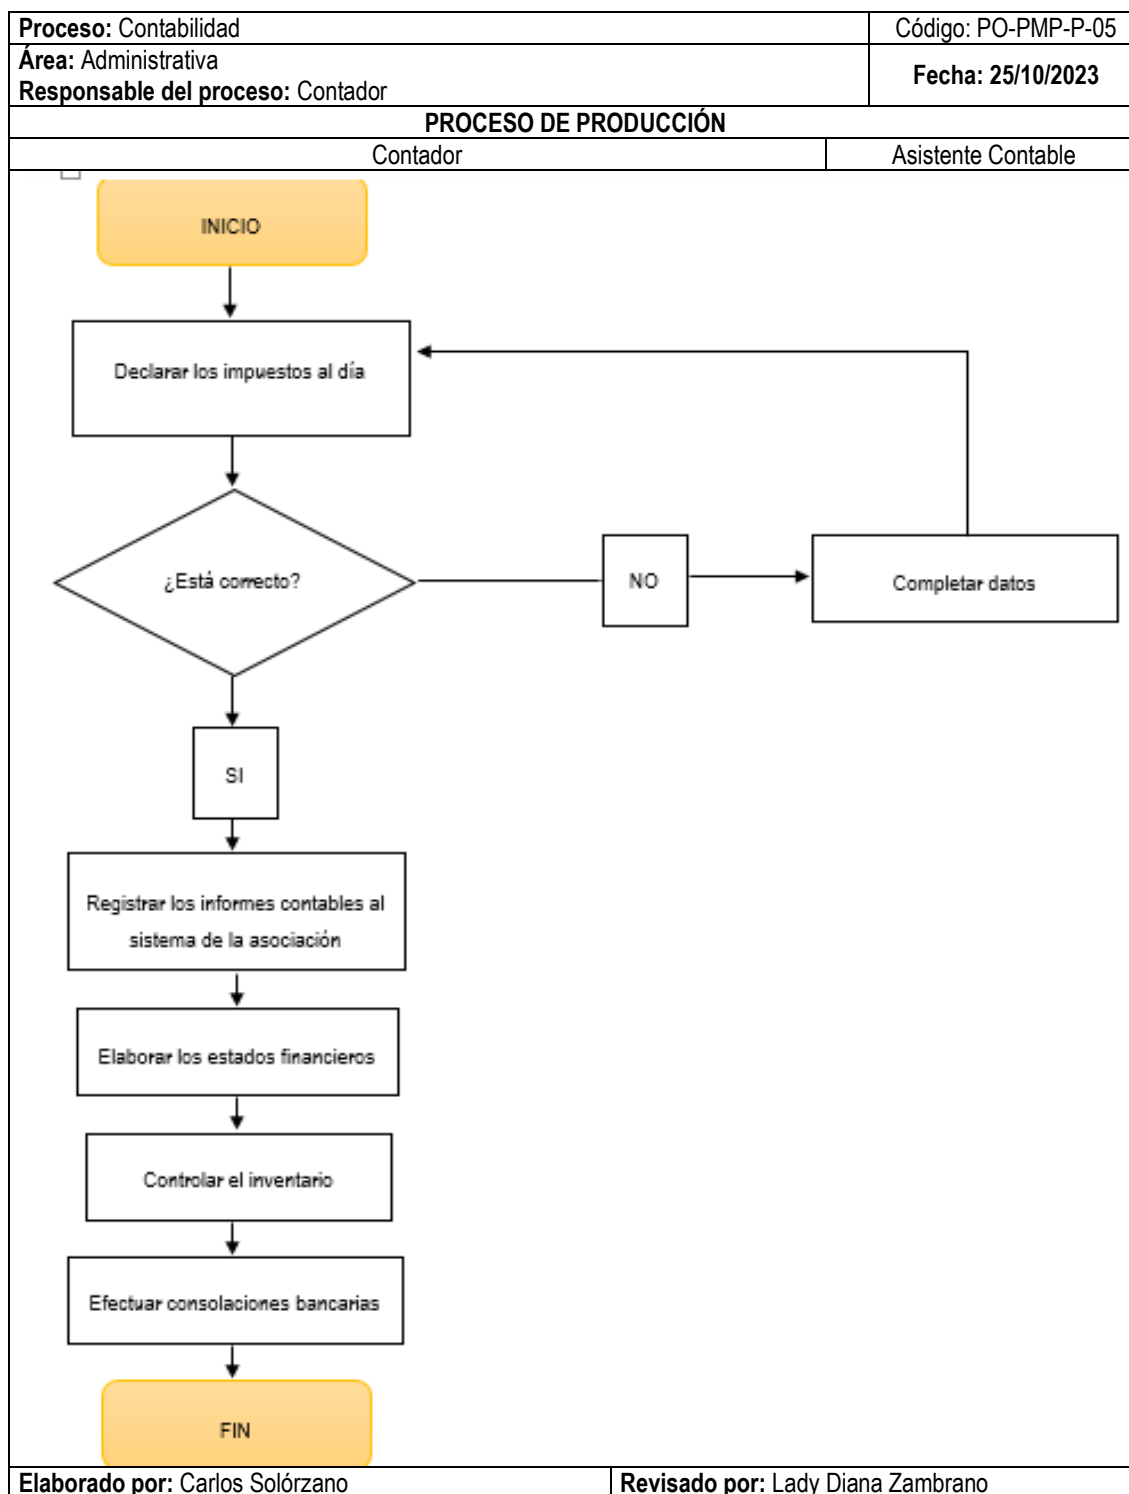 Proceso: Contabilidad
Código: PO-PMP-P-05
Área: Administrativa
Responsable del proceso: Contador
Fecha: 25/10/2023
PROCESO DE PRODUCCIÓN
Contador
Asistente Contable
INICIO
Declarar los impuestos al día
¿Está correcto?
NO
Completar datos
SI
Registrar los informes contables al
sistema de la asociación
Elaborar los estados financieros
Controlar el inventario
Efectuar consolaciones bancarias
FIN
Elaborado por: Carlos Solórzano
Revisado por: Lady Diana Zambrano